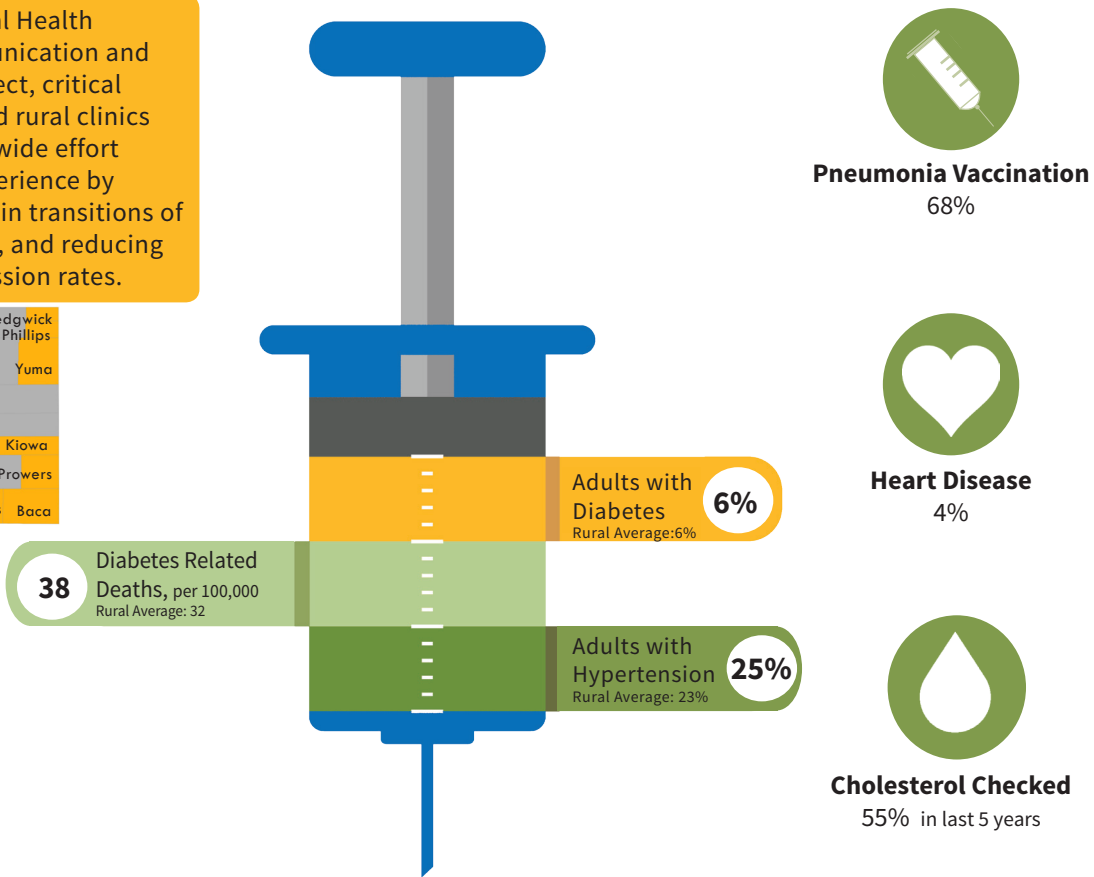 al Health
unication and
ect, critical
d rural clinics
wide effort
erience by
in transitions of
, and reducing
ssion rates.
edgwick
Phillips
Yuma
Kiowa
Prowers
s Baca
Adults with
Diabetes
Rural Average:6%
6%
38
Diabetes Related
Deaths, per 100,000
Rural Average: 32
Adults with
Hypertension
Rural Average: 23%
25%
Pneumonia Vaccination
68%
Heart Disease
4%
Cholesterol Checked
55% in last 5 years